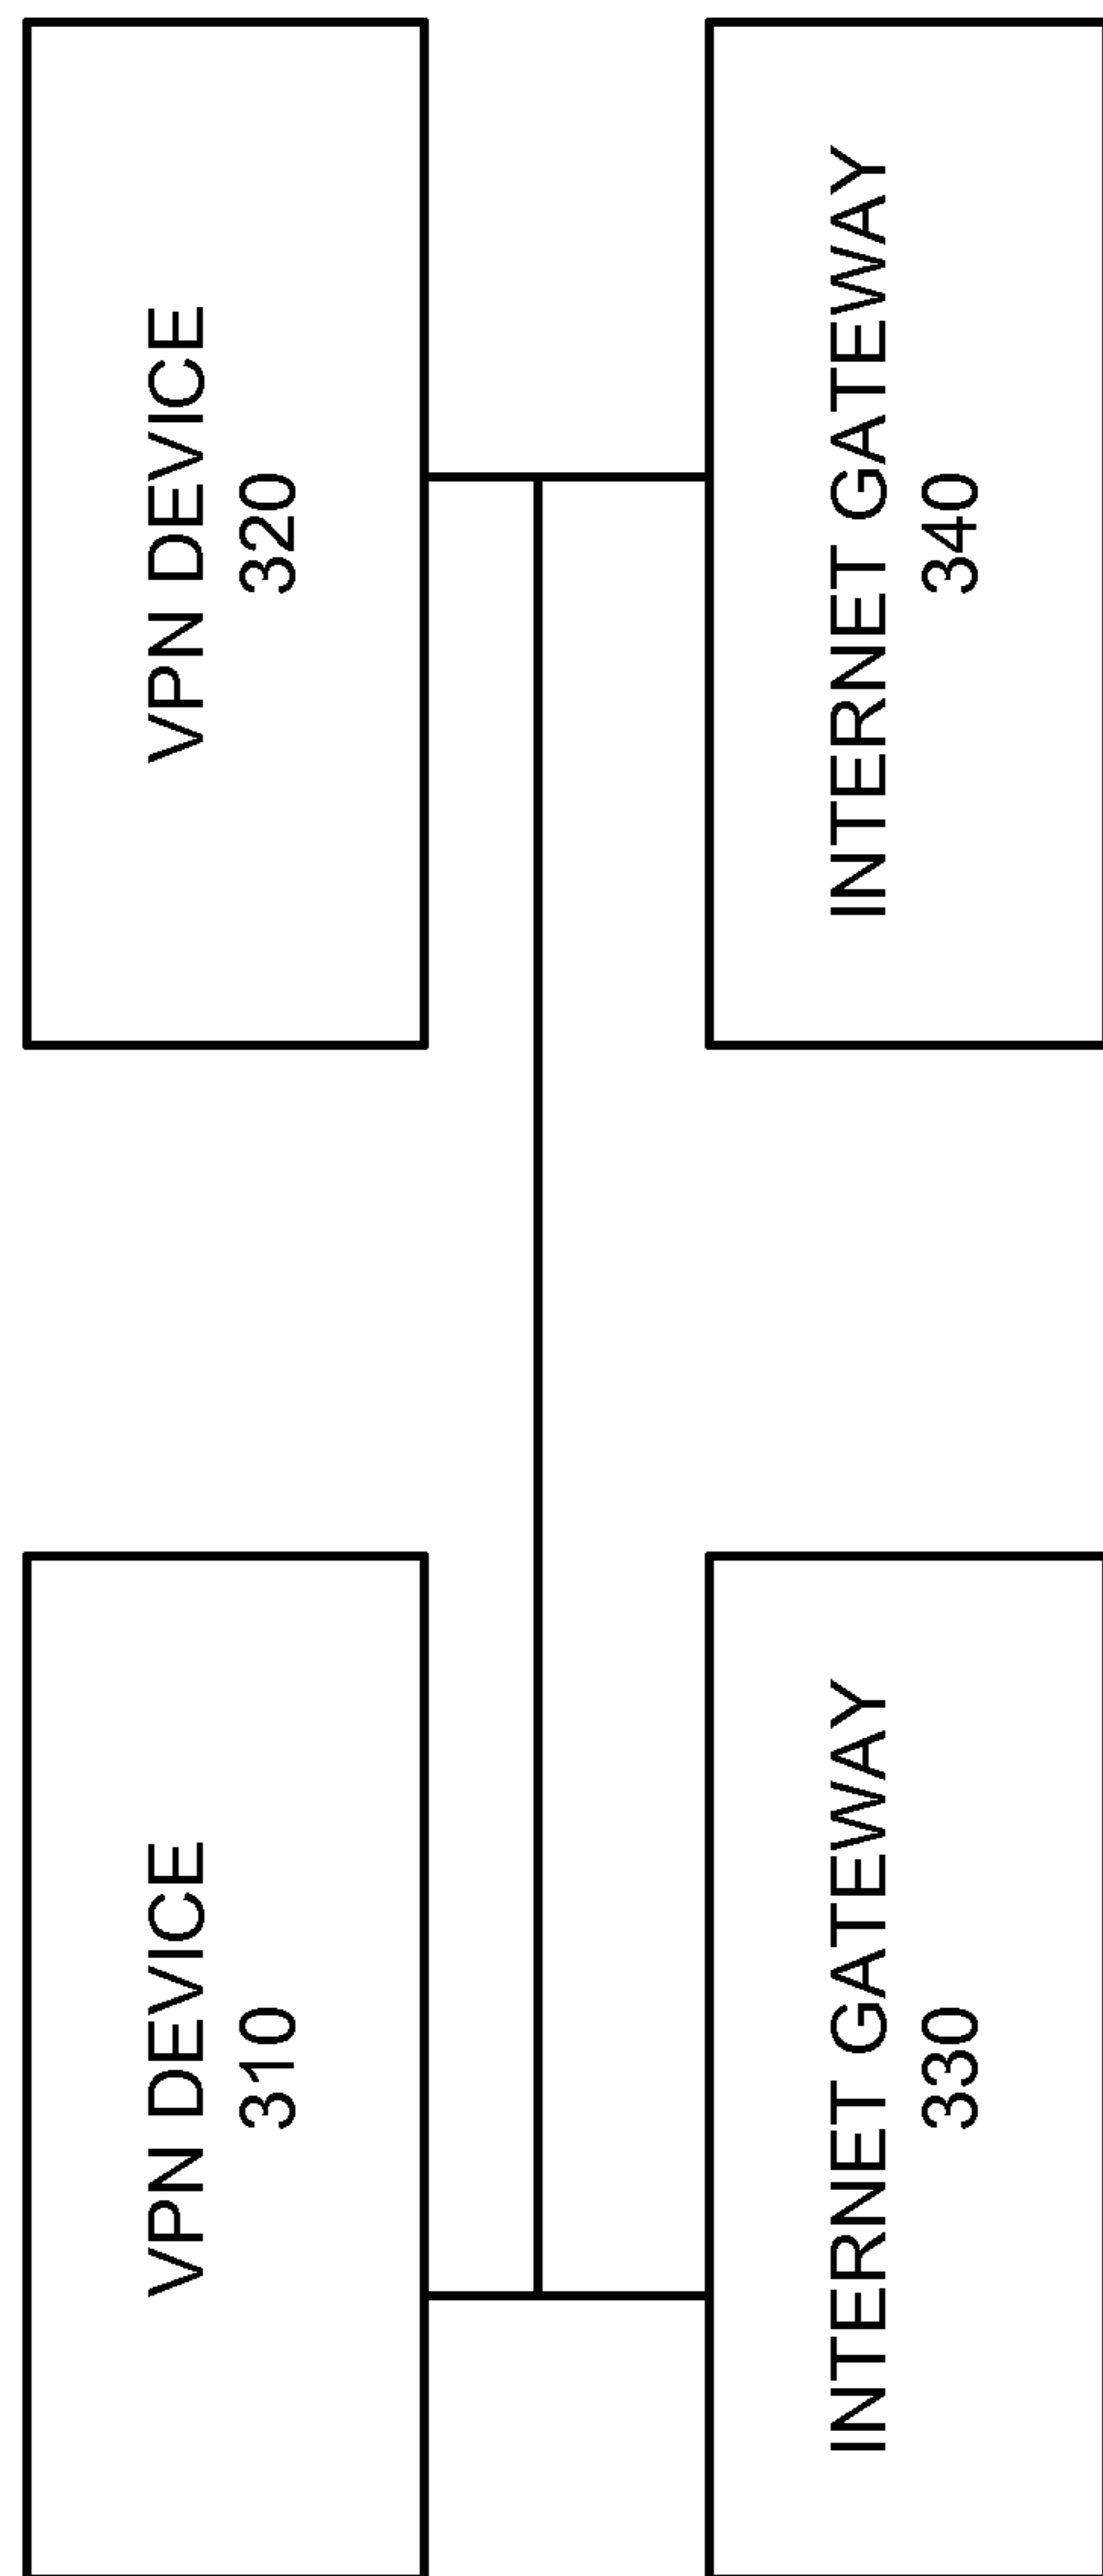 VPN DEVICE
310
VPN DEVICE
320
INTERNET GATEWAY
330
INTERNET GATEWAY
340